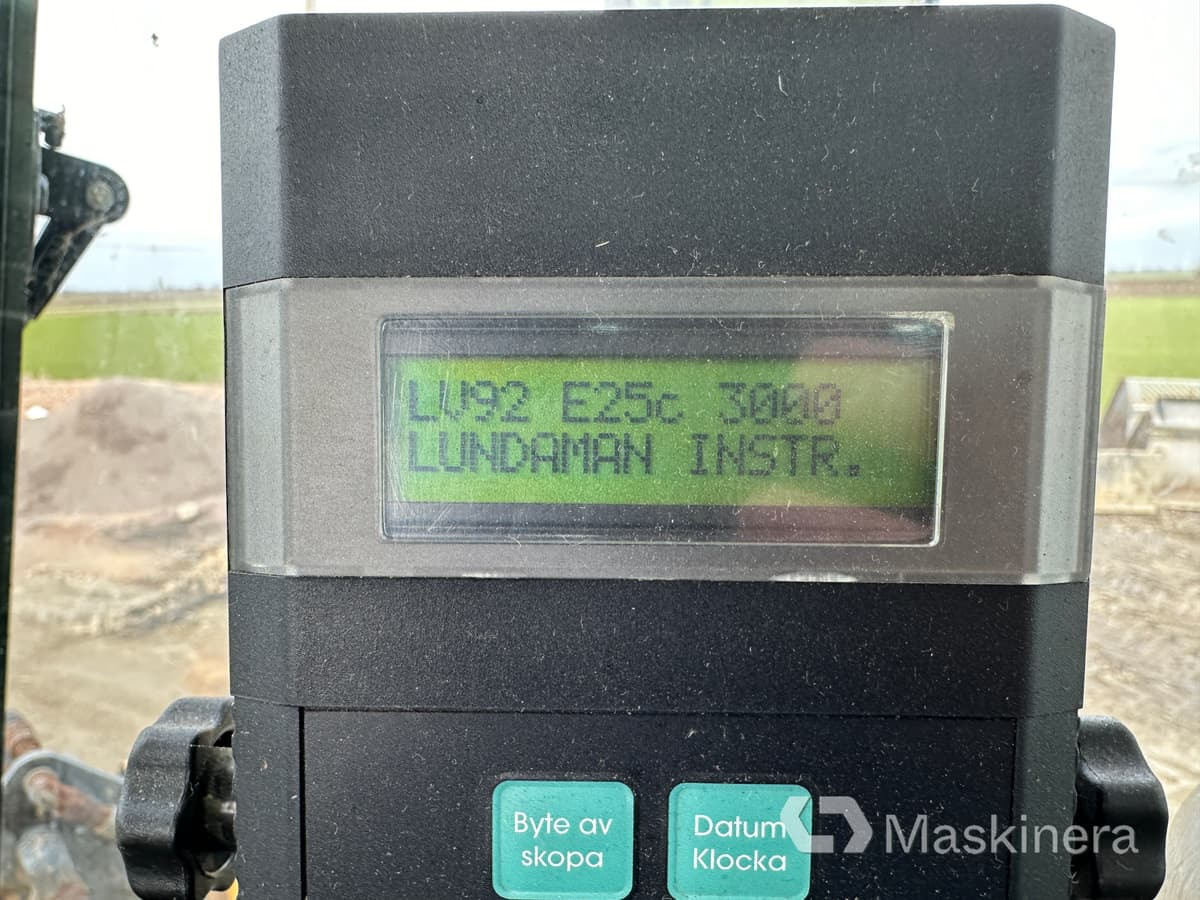 LV92 E25c 3000
LUNDAMAN INSTR.
Byte av
skopa
Datum
Klocka
Maskinera